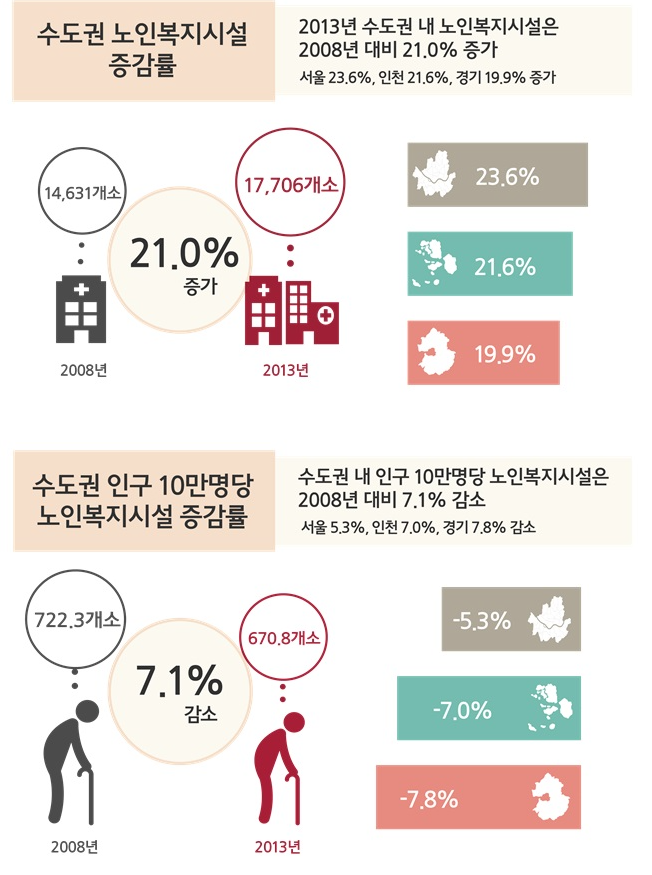 수도권 노인복지시설
증감률
2013년 수도권 내 노인복지시설은
2008년 대비 21.0% 증가
서울 23.6%, 인천 21.6%, 경기 19.9% 증가
14,631개소
21.0%
증가
17,706개소
2008년
2013년
23.6%
21.6%
19.9%
수도권 인구 10만명당
노인복지시설 증감률
수도권 내 인구 10만명당 노인복지시설은
2008년 대비 7.1% 감소
서울 5.3%, 인천 7.0%, 경기 7.8% 감소
722.3개소
7.1%
감소
670.8개소
2008년
2013년
-5.3%
-7.0%
-7.8%